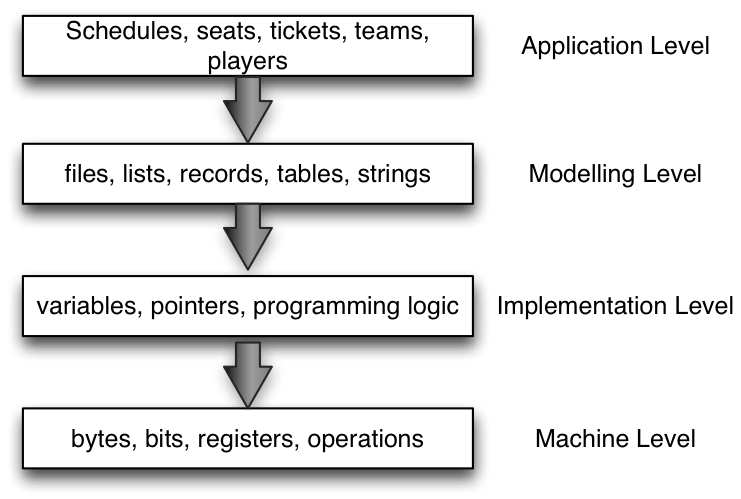 Schedules, seats, tickets, teams,
players
Application Level
files, lists, records, tables, strings
Modelling Level
variables, pointers, programming logic
Implementation Level
bytes, bits, registers, operations
Machine Level